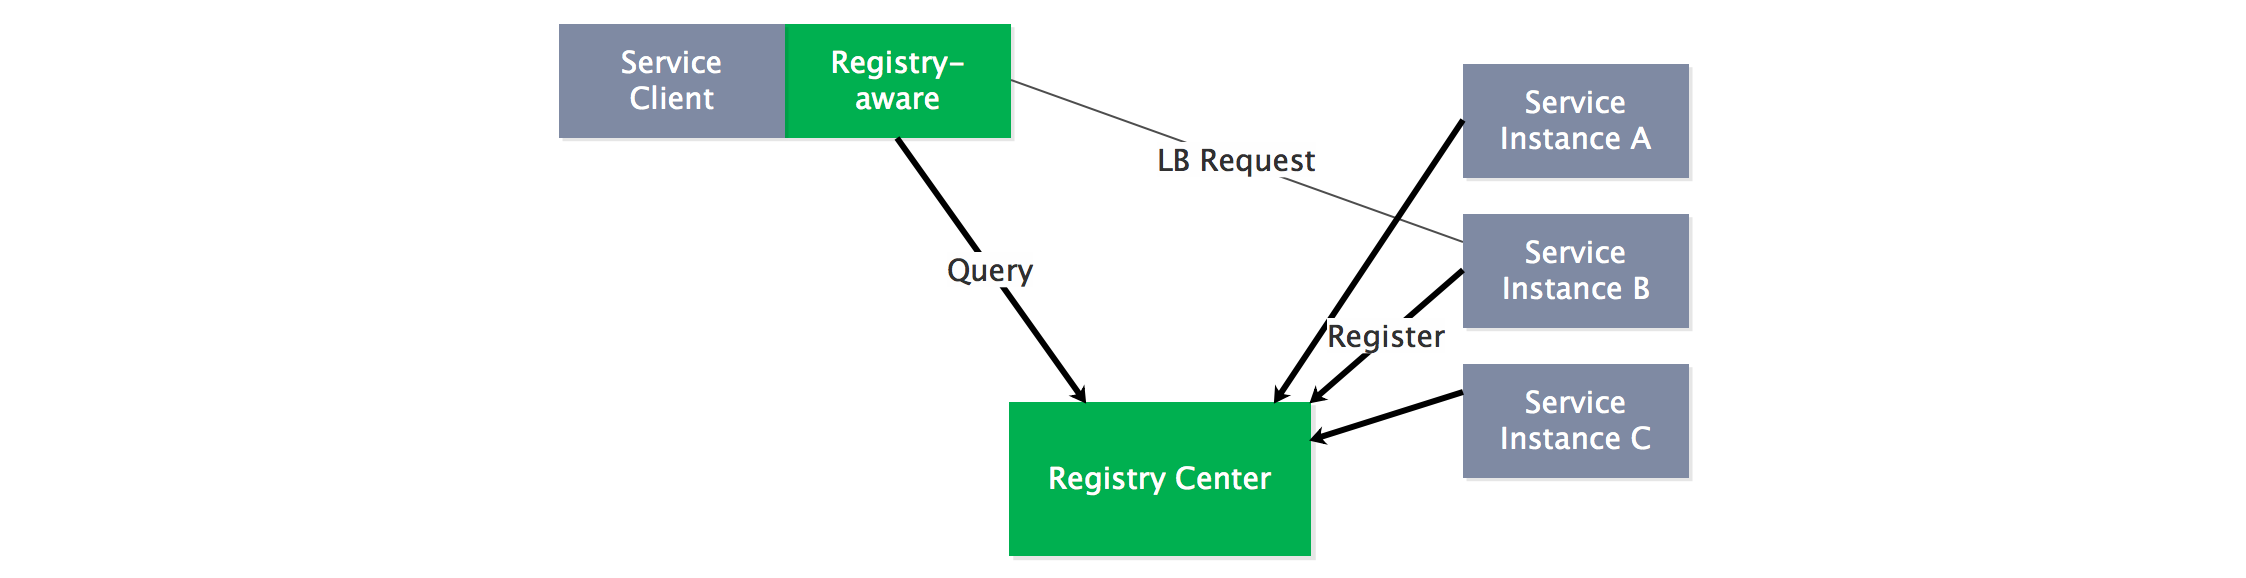 Service
Client
Registry-
aware
Service
Instance A
LB Request
Service
Instance B
Query
Register
Service
Instance C
Registry Center